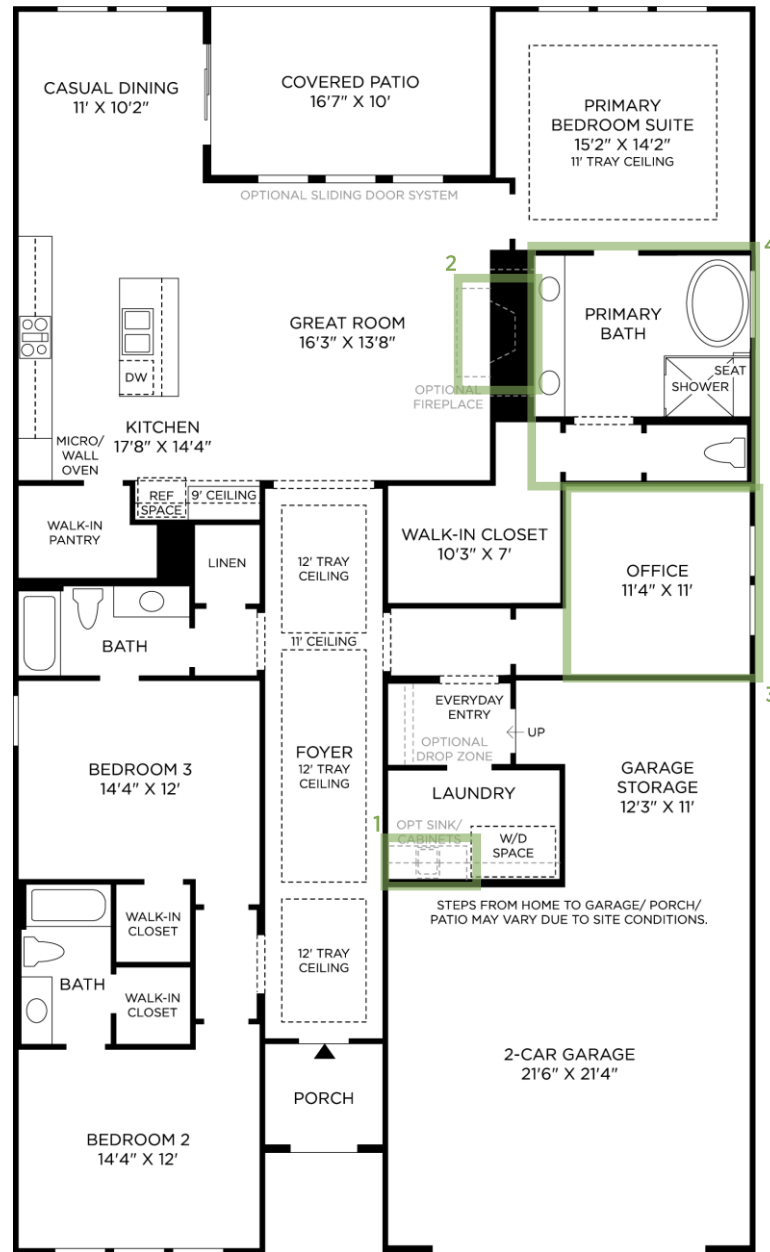 CASUAL DINING
11' X 10'2"
COVERED PATIO
16'7" X 10'
PRIMARY
BEDROOM SUITE
15'2" X 14'2"
11' TRAY CEILING
OPTIONAL SLIDING DOOR SYSTEM
4
2
PRIMARY
BATH
GREAT ROOM
16'3" X 13'8"
DW
SEAT
SHOWER
OPTIONAL
FIREPLACE
KITCHEN
17'8" X 14'4"
MICRO/
WALL
OVEN
REF
SPACE
9' CEILING
WALK-IN
PANTRY
LINEN
12' TRAY
CEILING
WALK-IN CLOSET
10'3" X 7'
OFFICE
11'4" X 11'
BATH
11' CEILING
3
EVERYDAY
ENTRY
OPTIONAL
DROP ZONE
UP
FOYER
12' TRAY
CEILING
BEDROOM 3
14'4" X 12'
GARAGE
STORAGE
12'3" X 11'
LAUNDRY
1
OPT SINK/
CABINETS
W/D
SPACE
STEPS FROM HOME TO GARAGE/ PORCH/
PATIO MAY VARY DUE TO SITE CONDITIONS.
WALK-IN
CLOSET
12' TRAY
CEILING
BATH
WALK-IN
CLOSET
2-CAR GARAGE
21'6" X 21'4"
PORCH
BEDROOM 2
14'4" X 12'